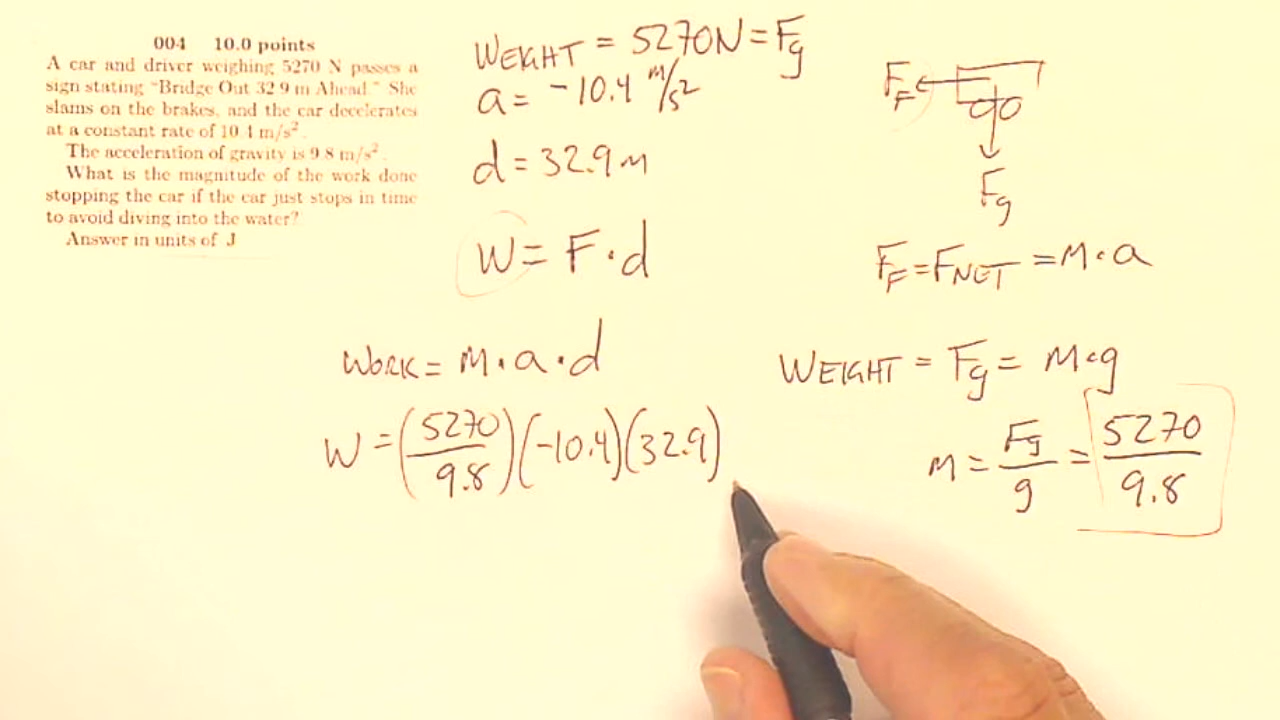 004 10.0 points
A car and driver weighing 5270 N passes a
sign stating "Bridge Out 32.9 m Ahead." She
slams on the brakes, and the car decelerates
at a constant rate of 10.4 m/s².
The acceleration of gravity is 9.8 m/s².
What is the magnitude of the work done
stopping the car if the car just stops in time
to avoid diving into the water?
Answer in units of J
WEIGHT = 5270N = Fg
a = -10.4 m/s²
d = 32.9m
W = F·d
WORK = m·a·d
W = (5270/9.8)(-10.4)(32.9)
FF
Fg
FF = FNET = m·a
WEIGHT = Fg = m·g
m = Fg/g = 5270/9.8